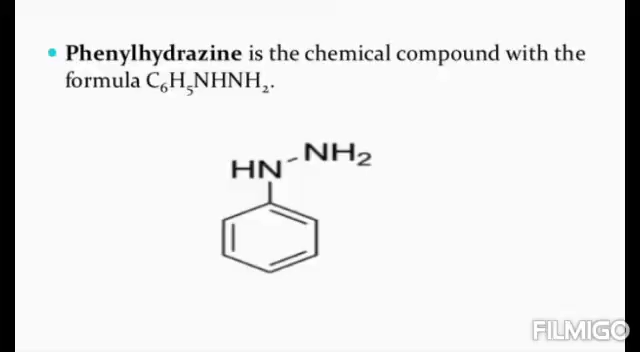 • Phenylhydrazine is the chemical compound with the
formula C₆H₅NHNH₂.
HN-NH₂
FILMIGO